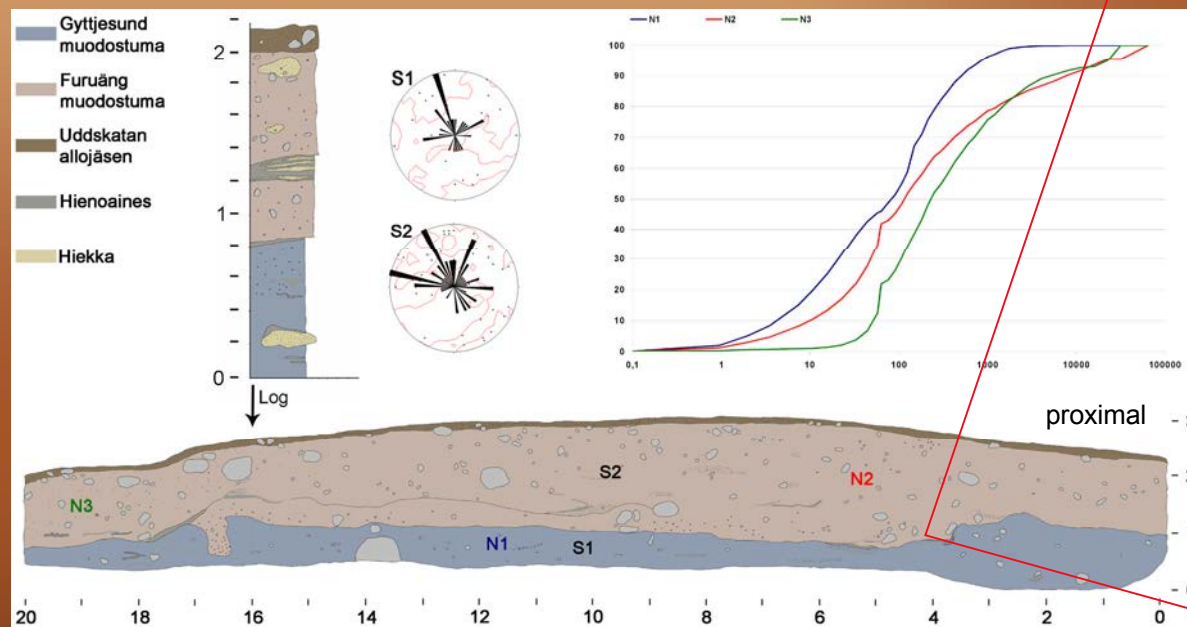 Gyttjesund
muodostuma
Furuäng
muodostuma
Uddskatan
allojäsen
Hienoaines
Hiekka
2
1
0
Log
S1
S2
N1 N2 N3
100
90
80
70
60
50
40
30
20
10
0
0,1 1 10 100 1000 10000 100000
proximal
S2
N2
N3
N1
S1
20 18 16 14 12 10 8 6 4 2 0